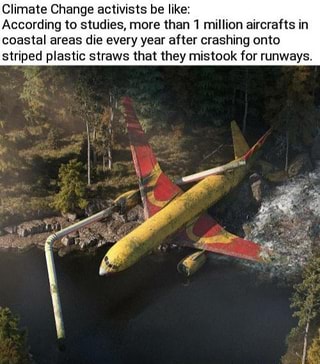 Climate Change activists be like:
According to studies, more than 1 million aircrafts in
coastal areas die every year after crashing onto
striped plastic straws that they mistook for runways.